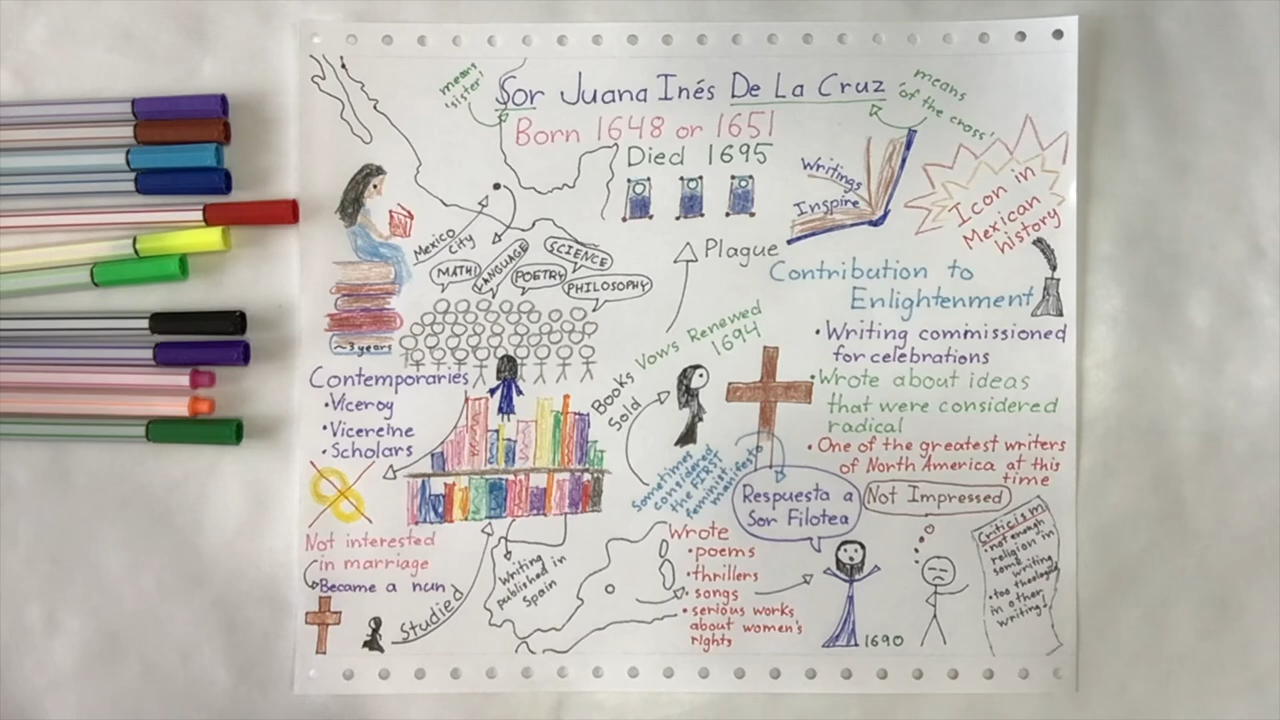 means
'sister'
Sor Juana Inés De La Cruz
means
'of the cross'
Born 1648 or 1651
Died 1695
Writings
Inspire
Icon in
Mexican
history
Mexico
City
MATH!
LANGUAGE
POETRY
SCIENCE
PHILOSOPHY
Plague
~3 years
Contribution to
Enlightenment
• Writing commissioned
for celebrations
• Wrote about ideas
that were considered
radical
• One of the greatest writers
of North America at this
time
Vows Renewed
1694
Books
Sold
Contemporaries
• Viceroy
• Vicereine
• Scholars
Sometimes
considered
the FIRST
feminist
manifesto
Respuesta a
Sor Filotea
Not Impressed
Criticism
• not enough
religion in
some writing
• too theological
in other
writing!
Not interested
in marriage
Became a nun
Studied
Writing
published in
Spain
Wrote
• poems
• thrillers
• songs
• serious works
about women's
rights
1690